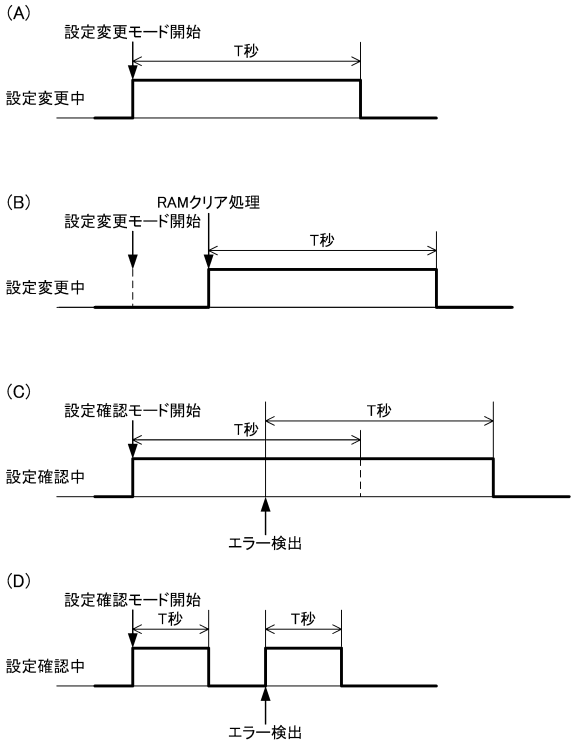 (A)
設定変更モード開始
T秒
設定変更中
(B)
RAMクリア処理
設定変更モード開始
T秒
設定変更中
(C)
設定確認モード開始
T秒
T秒
設定確認中
エラー検出
(D)
設定確認モード開始
T秒
T秒
設定確認中
エラー検出